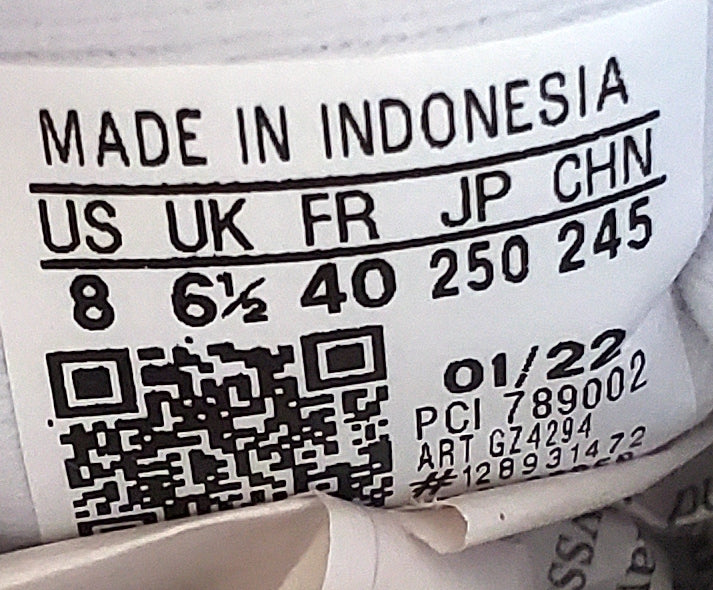 MADE IN INDONESIA
US UK FR JP CHN
8 6½ 40 250 245
01/22
PCI 789002
ART GZ4294
#128931472